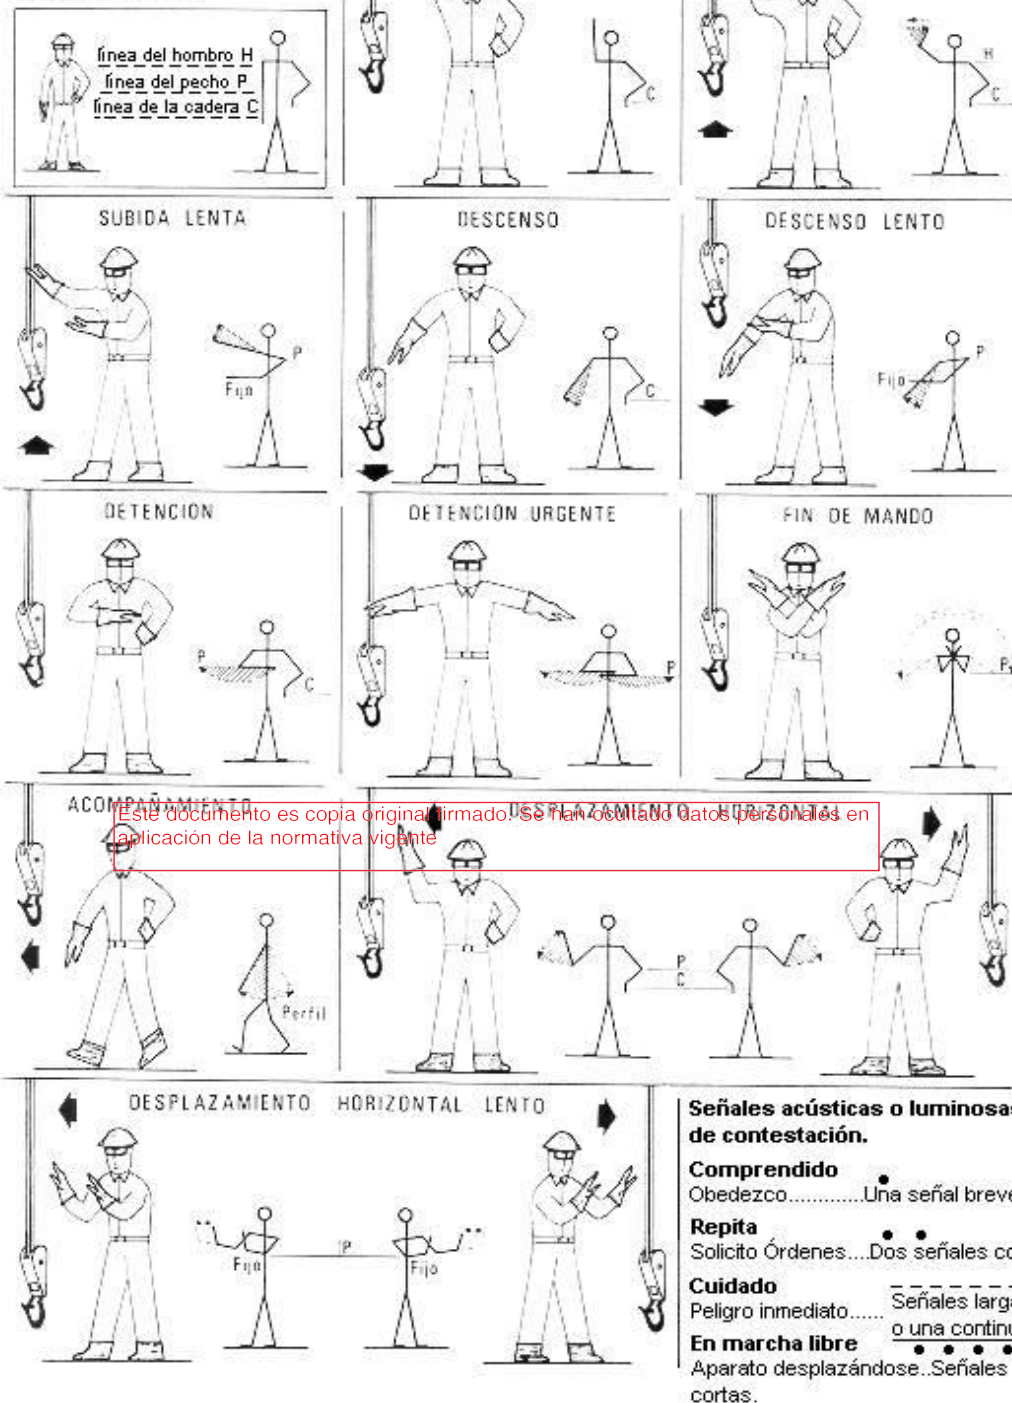 línea del hombro H
línea del pecho P
línea de la cadera C
C
H
C
SUBIDA LENTA
DESCENSO
DESCENSO LENTO
P
Fijo
C
P
Fijo
DETENCION
DETENCION URGENTE
FIN DE MANDO
P
C
P
P
ACOMPAÑAMIENTO
DESPLAZAMIENTO HORIZONTAL
Este documento es copia original firmado. Se han ocultado datos personales en
aplicación de la normativa vigente
P
C
Perfil
DESPLAZAMIENTO HORIZONTAL LENTO
P
Fijo
Fijo
Señales acústicas o luminosas
de contestación.
Comprendido
Obedezco............Una señal breve
Repita
Solicito Órdenes....Dos señales co
Cuidado
Peligro inmediato...... Señales larga
o una continu
En marcha libre
Aparato desplazándose..Señales
cortas.